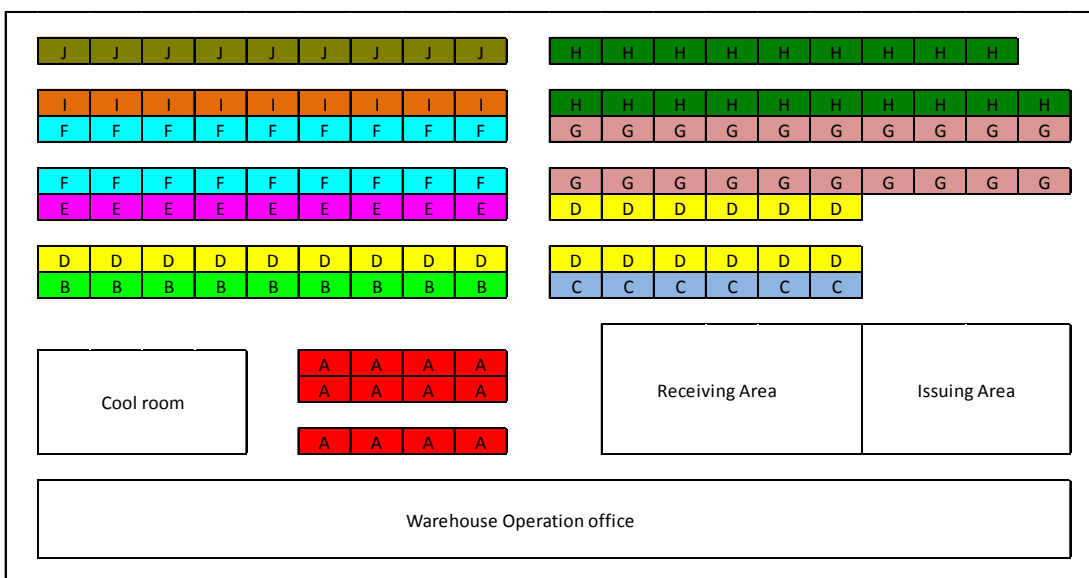 J J J J J J J J J H H H H H H H H H
I I I I I I I I I H H H H H H H H H H
F F F F F F F F F G G G G G G G G G G
F F F F F F F F F G G G G G G G G G G
E E E E E E E E E D D D D D D
D D D D D D D D D D D D D D D
B B B B B B B B B C C C C C C
A A A A
Cool room A A A A Receiving Area Issuing Area
A A A A
Warehouse Operation office